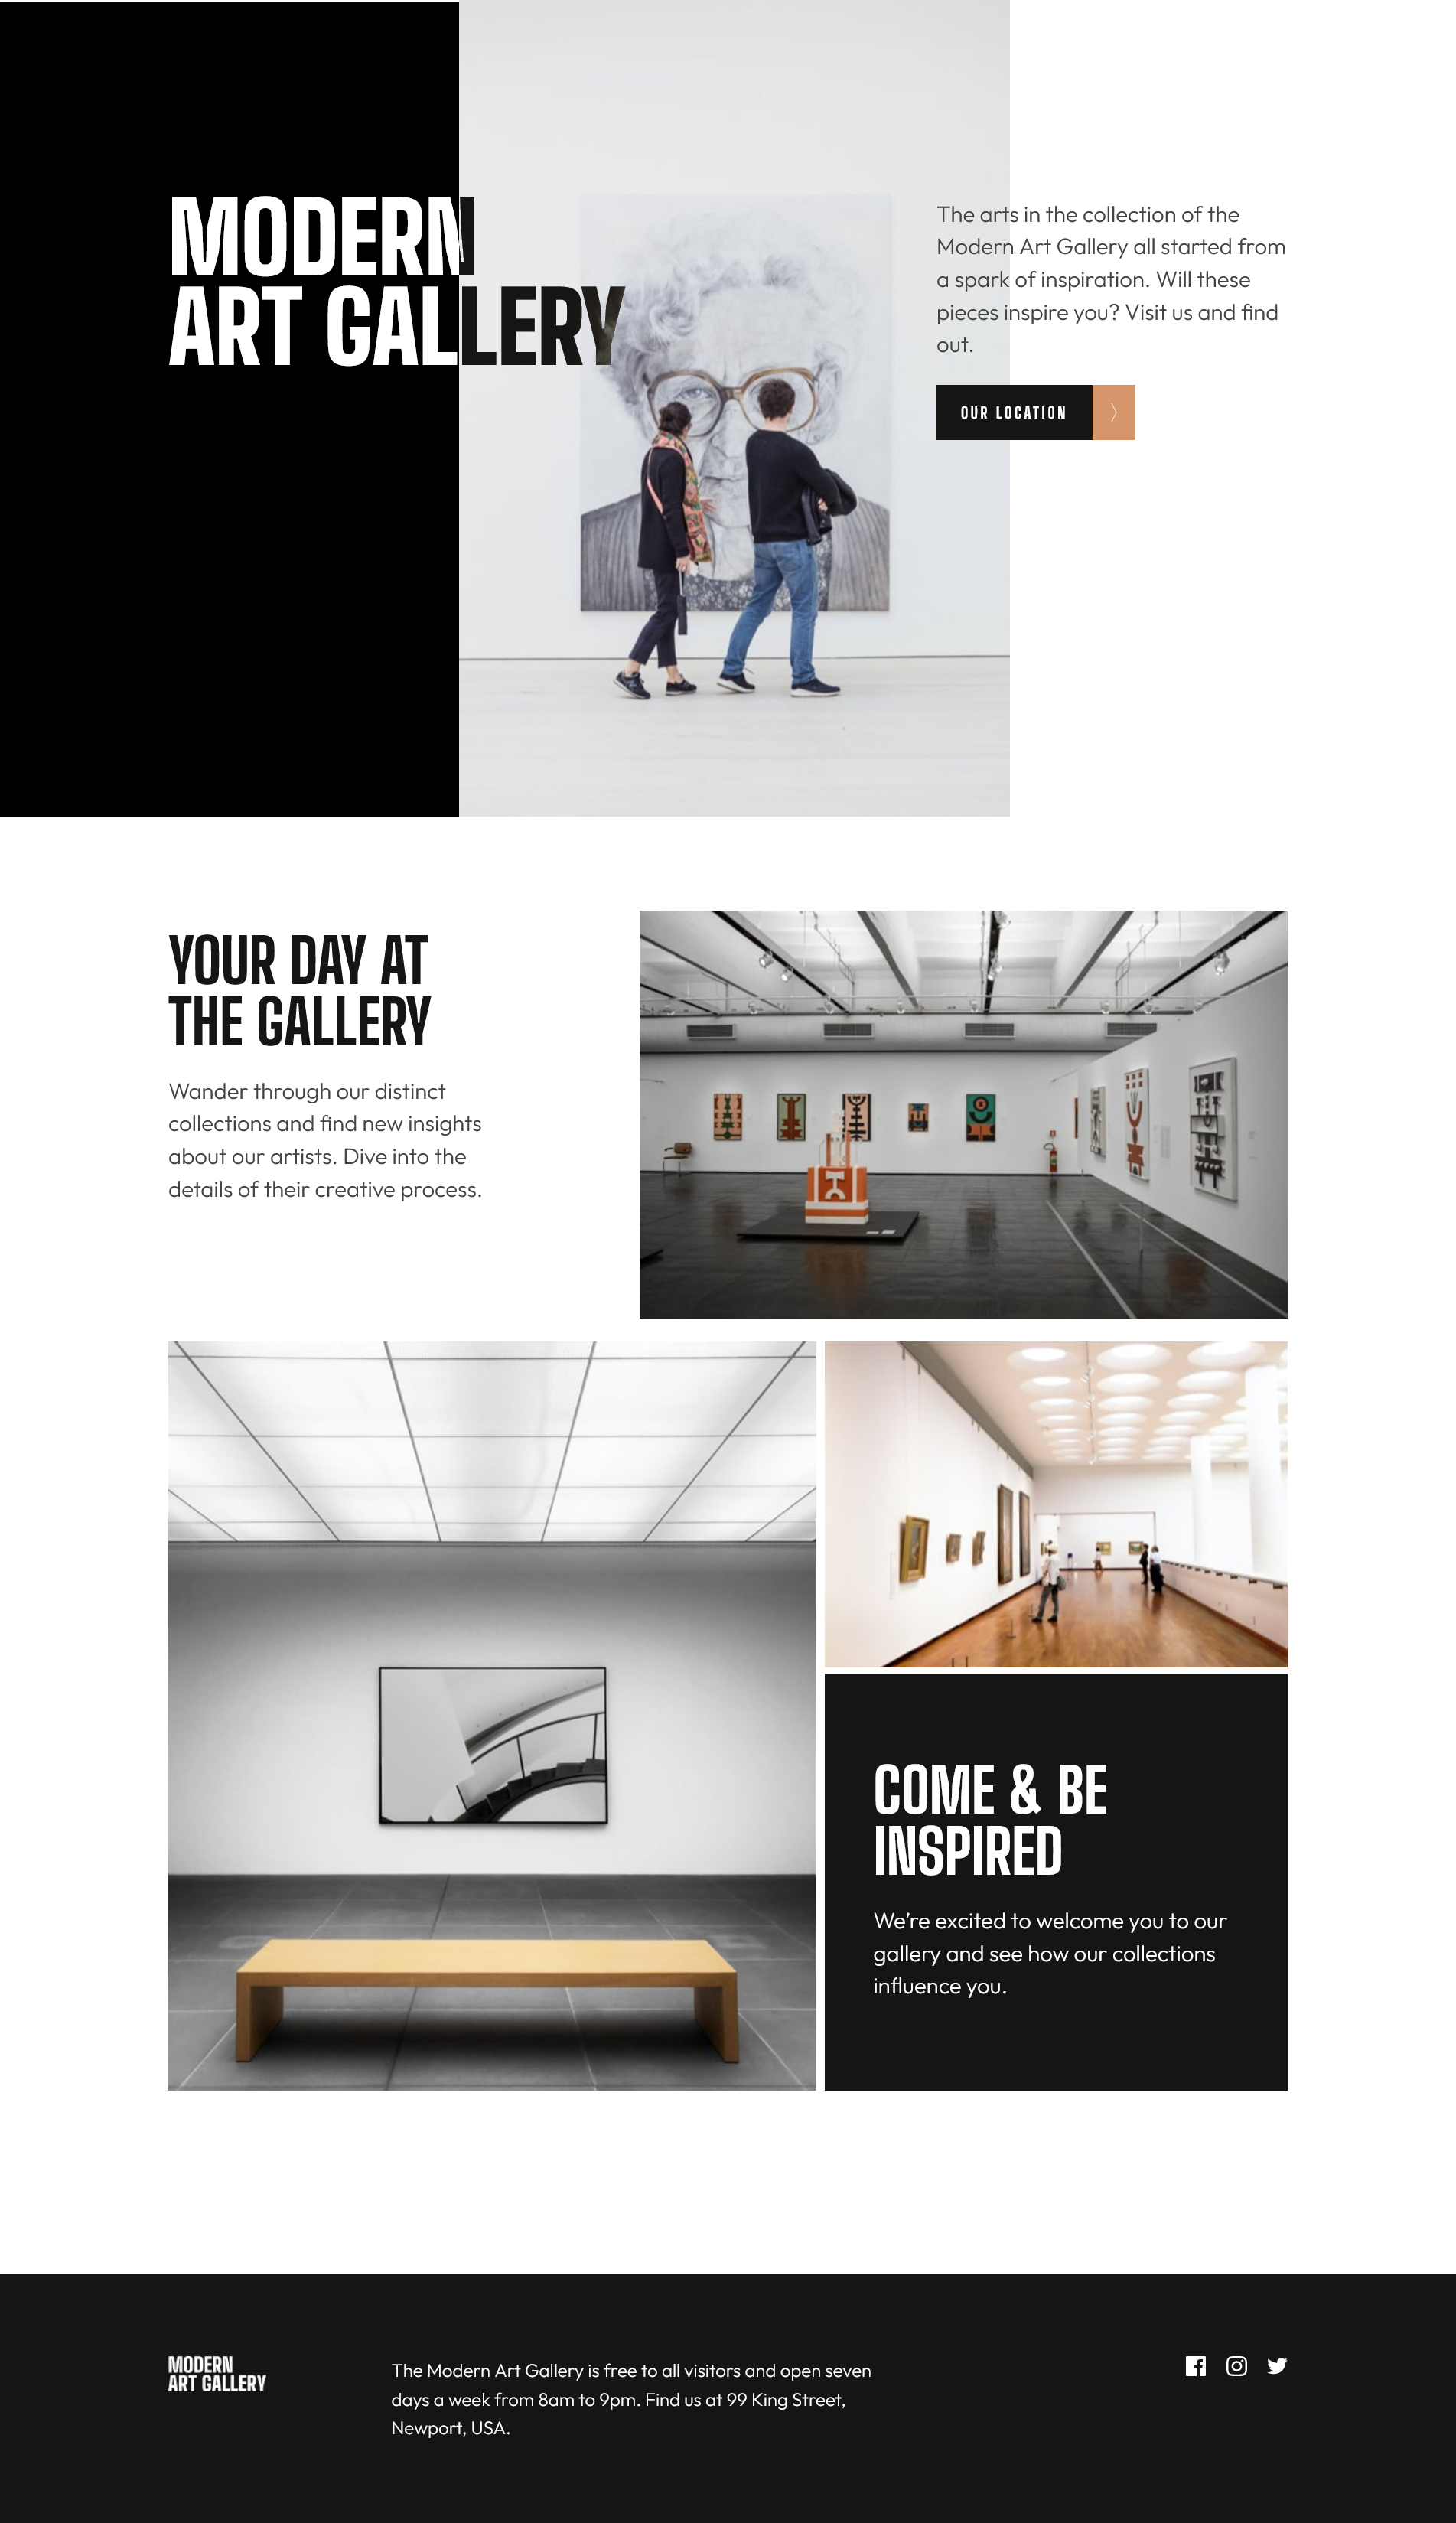 MODERN
ART GALLERY
The arts in the collection of the
Modern Art Gallery all started from
a spark of inspiration. Will these
pieces inspire you? Visit us and find
out.
OUR LOCATION
YOUR DAY AT
THE GALLERY
Wander through our distinct
collections and find new insights
about our artists. Dive into the
details of their creative process.
COME & BE
INSPIRED
We’re excited to welcome you to our
gallery and see how our collections
influence you.
MODERN
ART GALLERY
The Modern Art Gallery is free to all visitors and open seven
days a week from 8am to 9pm. Find us at 99 King Street,
Newport, USA.